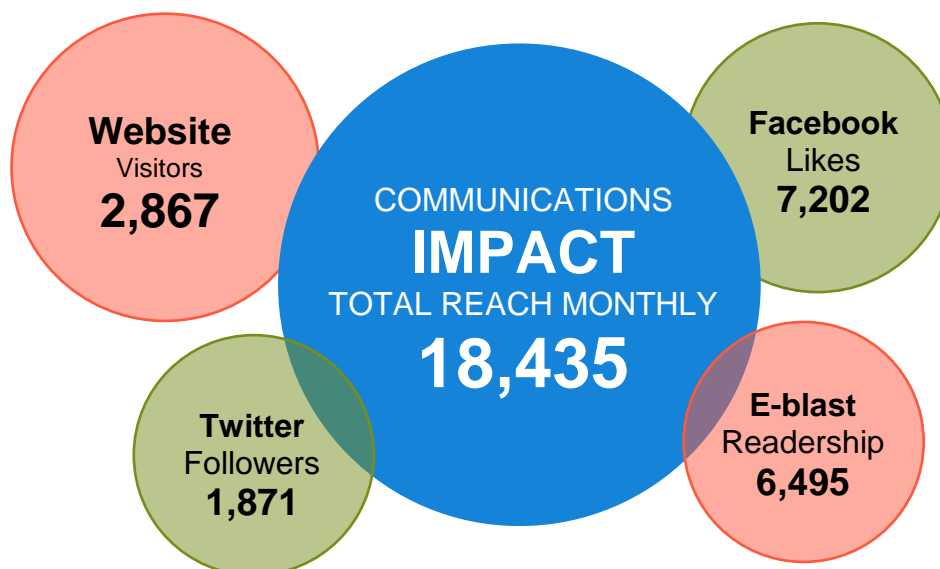 Website
Visitors
2,867
Facebook
Likes
7,202
COMMUNICATIONS
IMPACT
TOTAL REACH MONTHLY
18,435
Twitter
Followers
1,871
E-blast
Readership
6,495